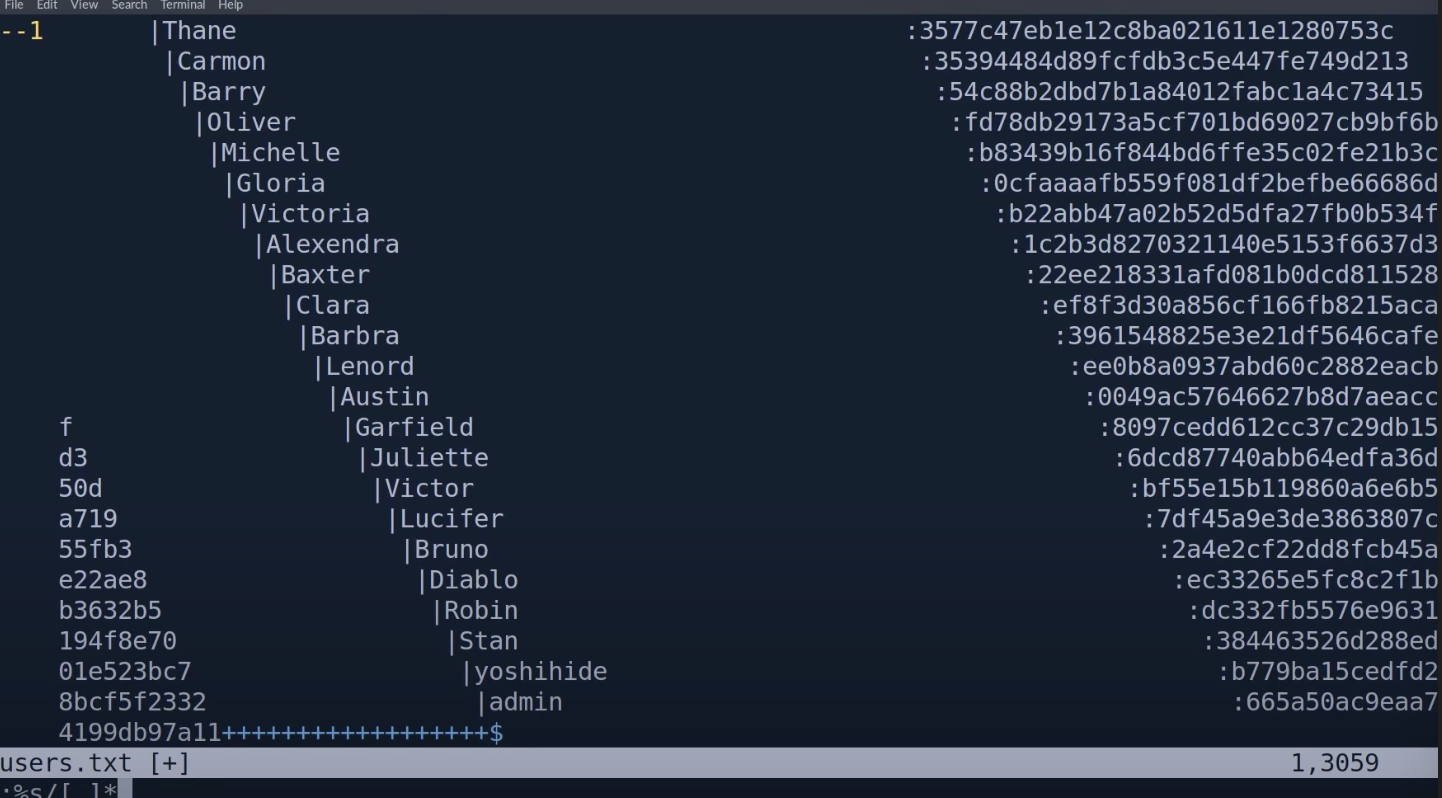 File Edit View Search Terminal Help
--1 |Thane :3577c47eb1e12c8ba021611e1280753c
|Carmon :35394484d89fcfdb3c5e447fe749d213
|Barry :54c88b2dbd7b1a84012fabc1a4c73415
|Oliver :fd78db29173a5cf701bd69027cb9bf6b
|Michelle :b83439b16f844bd6ffe35c02fe21b3c
|Gloria :0cfaaaafb559f081df2befbe66686d
|Victoria :b22abb47a02b52d5dfa27fb0b534f
|Alexendra :1c2b3d8270321140e5153f6637d3
|Baxter :22ee218331afd081b0dcd811528
|Clara :ef8f3d30a856cf166fb8215aca
|Barbra :3961548825e3e21df5646cafe
|Lenord :ee0b8a0937abd60c2882eacb
|Austin :0049ac57646627b8d7aeacc
f |Garfield :8097cedd612cc37c29db15
d3 |Juliette :6dcd87740abb64edfa36d
50d |Victor :bf55e15b119860a6e6b5
a719 |Lucifer :7df45a9e3de3863807c
55fb3 |Bruno :2a4e2cf22dd8fcb45a
e22ae8 |Diablo :ec33265e5fc8c2f1b
b3632b5 |Robin :dc332fb5576e9631
194f8e70 |Stan :384463526d288ed
01e523bc7 |yoshihide :b779ba15cedfd2
8bcf5f2332 |admin :665a50ac9eaa7
4199db97a11++++++++++++++++++$
users.txt [+] 1,3059
:%s/[ ]*